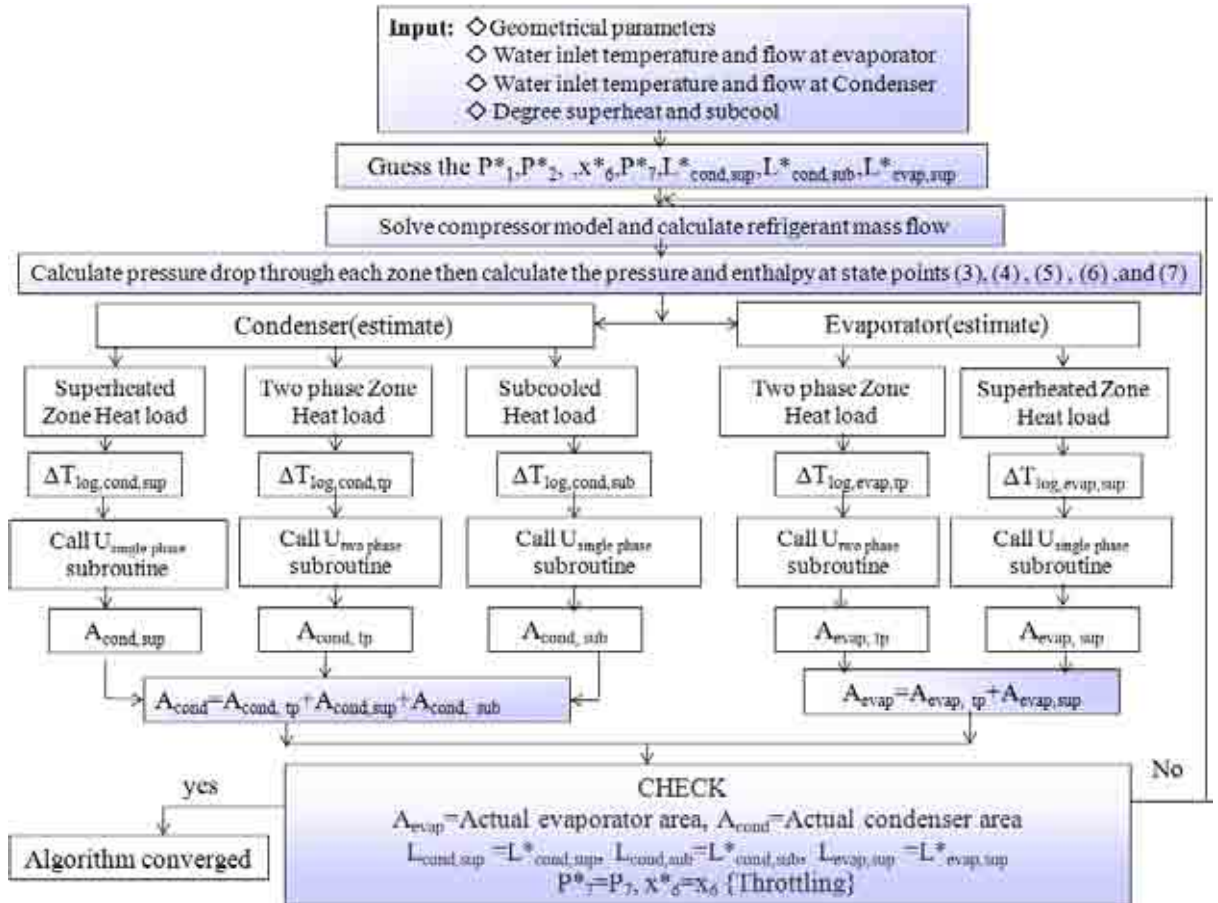 Input: ◇ Geometrical parameters
◇ Water inlet temperature and flow at evaporator
◇ Water inlet temperature and flow at Condenser
◇ Degree superheat and subcool
Guess the P*1,P*2, ,x*6,P*7,L*cond,sup,L*cond,sub,L*evap,sup
Solve compressor model and calculate refrigerant mass flow
Calculate pressure drop through each zone then calculate the pressure and enthalpy at state points (3), (4) , (5) , (6) ,and (7)
Condenser(estimate)
Evaporator(estimate)
Superheated
Zone Heat load
Two phase Zone
Heat load
Subcooled
Heat load
Two phase Zone
Heat load
Superheated Zone
Heat load
ΔTlog,cond,sup
ΔTlog,cond,tp
ΔTlog,cond,sub
ΔTlog,evap,tp
ΔTlog,evap,sup
Call Usingle phase
subroutine
Call Utwo phase
subroutine
Call Usingle phase
subroutine
Call Utwo phase
subroutine
Call Usingle phase
subroutine
Acond,sup
Acond, tp
Acond, sub
Aevap, tp
Aevap, sup
Acond=Acond, tp+Acond,sup+Acond, sub
Aevap=Aevap, tp+Aevap,sup
yes
CHECK
No
Aevap=Actual evaporator area, Acond=Actual condenser area
Lcond,sup =L*cond,sup, Lcond,sub=L*cond,sub, Levap,sup =L*evap,sup
P*7=P7, x*6=x6 {Throttling}
Algorithm converged